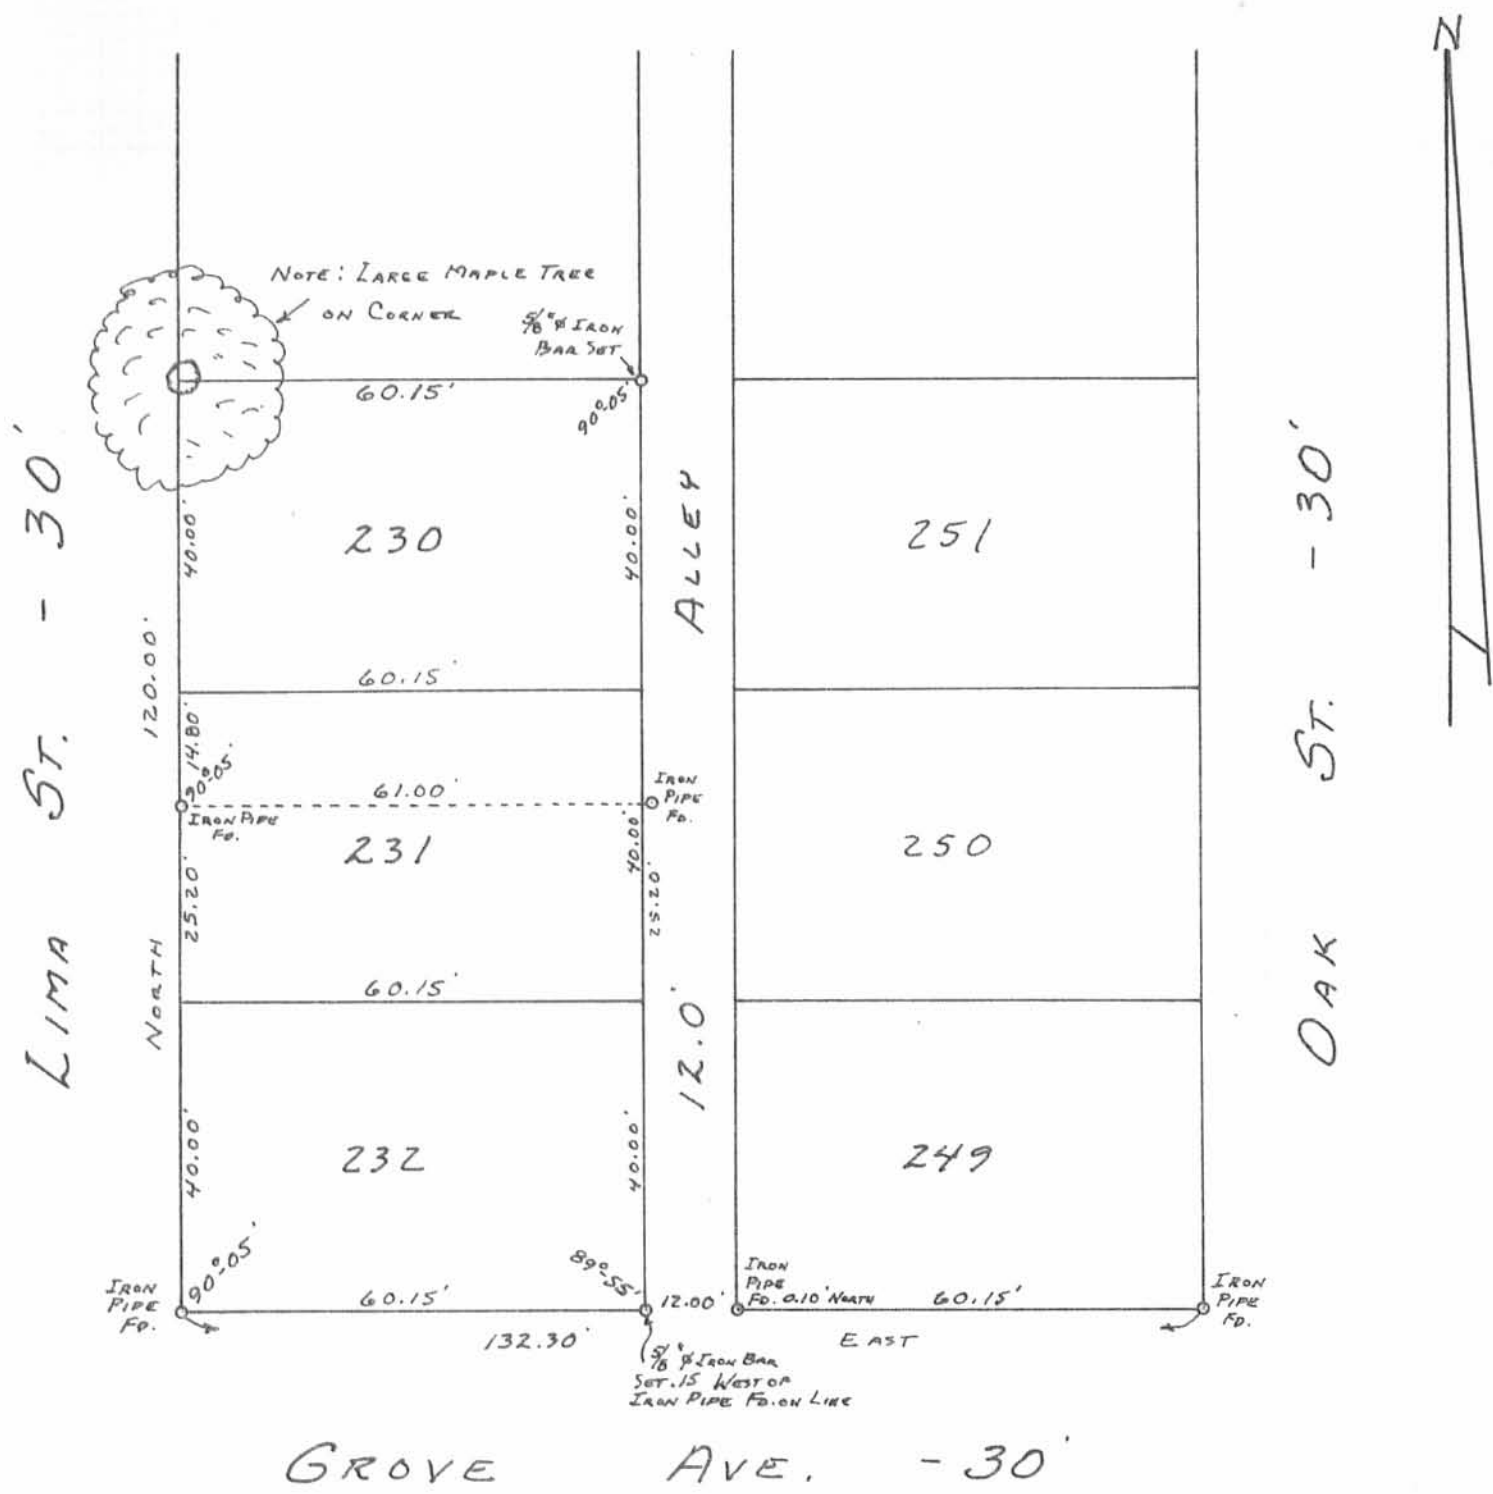 N
NOTE: LARGE MAPLE TREE
ON CORNER
5/8"ø IRON
BAR SET
60.15'
90°-05'
LIMA ST. - 30'
40.00'
230
40.00'
ALLEY
251
OAK ST. - 30'
120.00'
60.15'
14.80'
90°-05'
61.00'
IRON
PIPE
FD.
IRON PIPE
FD.
231
40.00'
250
25.20'
25.20'
NORTH
60.15'
12.0'
40.00'
232
40.00'
249
90°-05'
89°-55'
IRON
PIPE
FD.
60.15'
12.00'
IRON
PIPE
FD. 0.10' NORTH
60.15'
IRON
PIPE
FD.
132.30'
EAST
5/8"ø IRON BAR
SET .15 WEST OF
IRON PIPE FD. ON LINE
GROVE AVE. - 30'